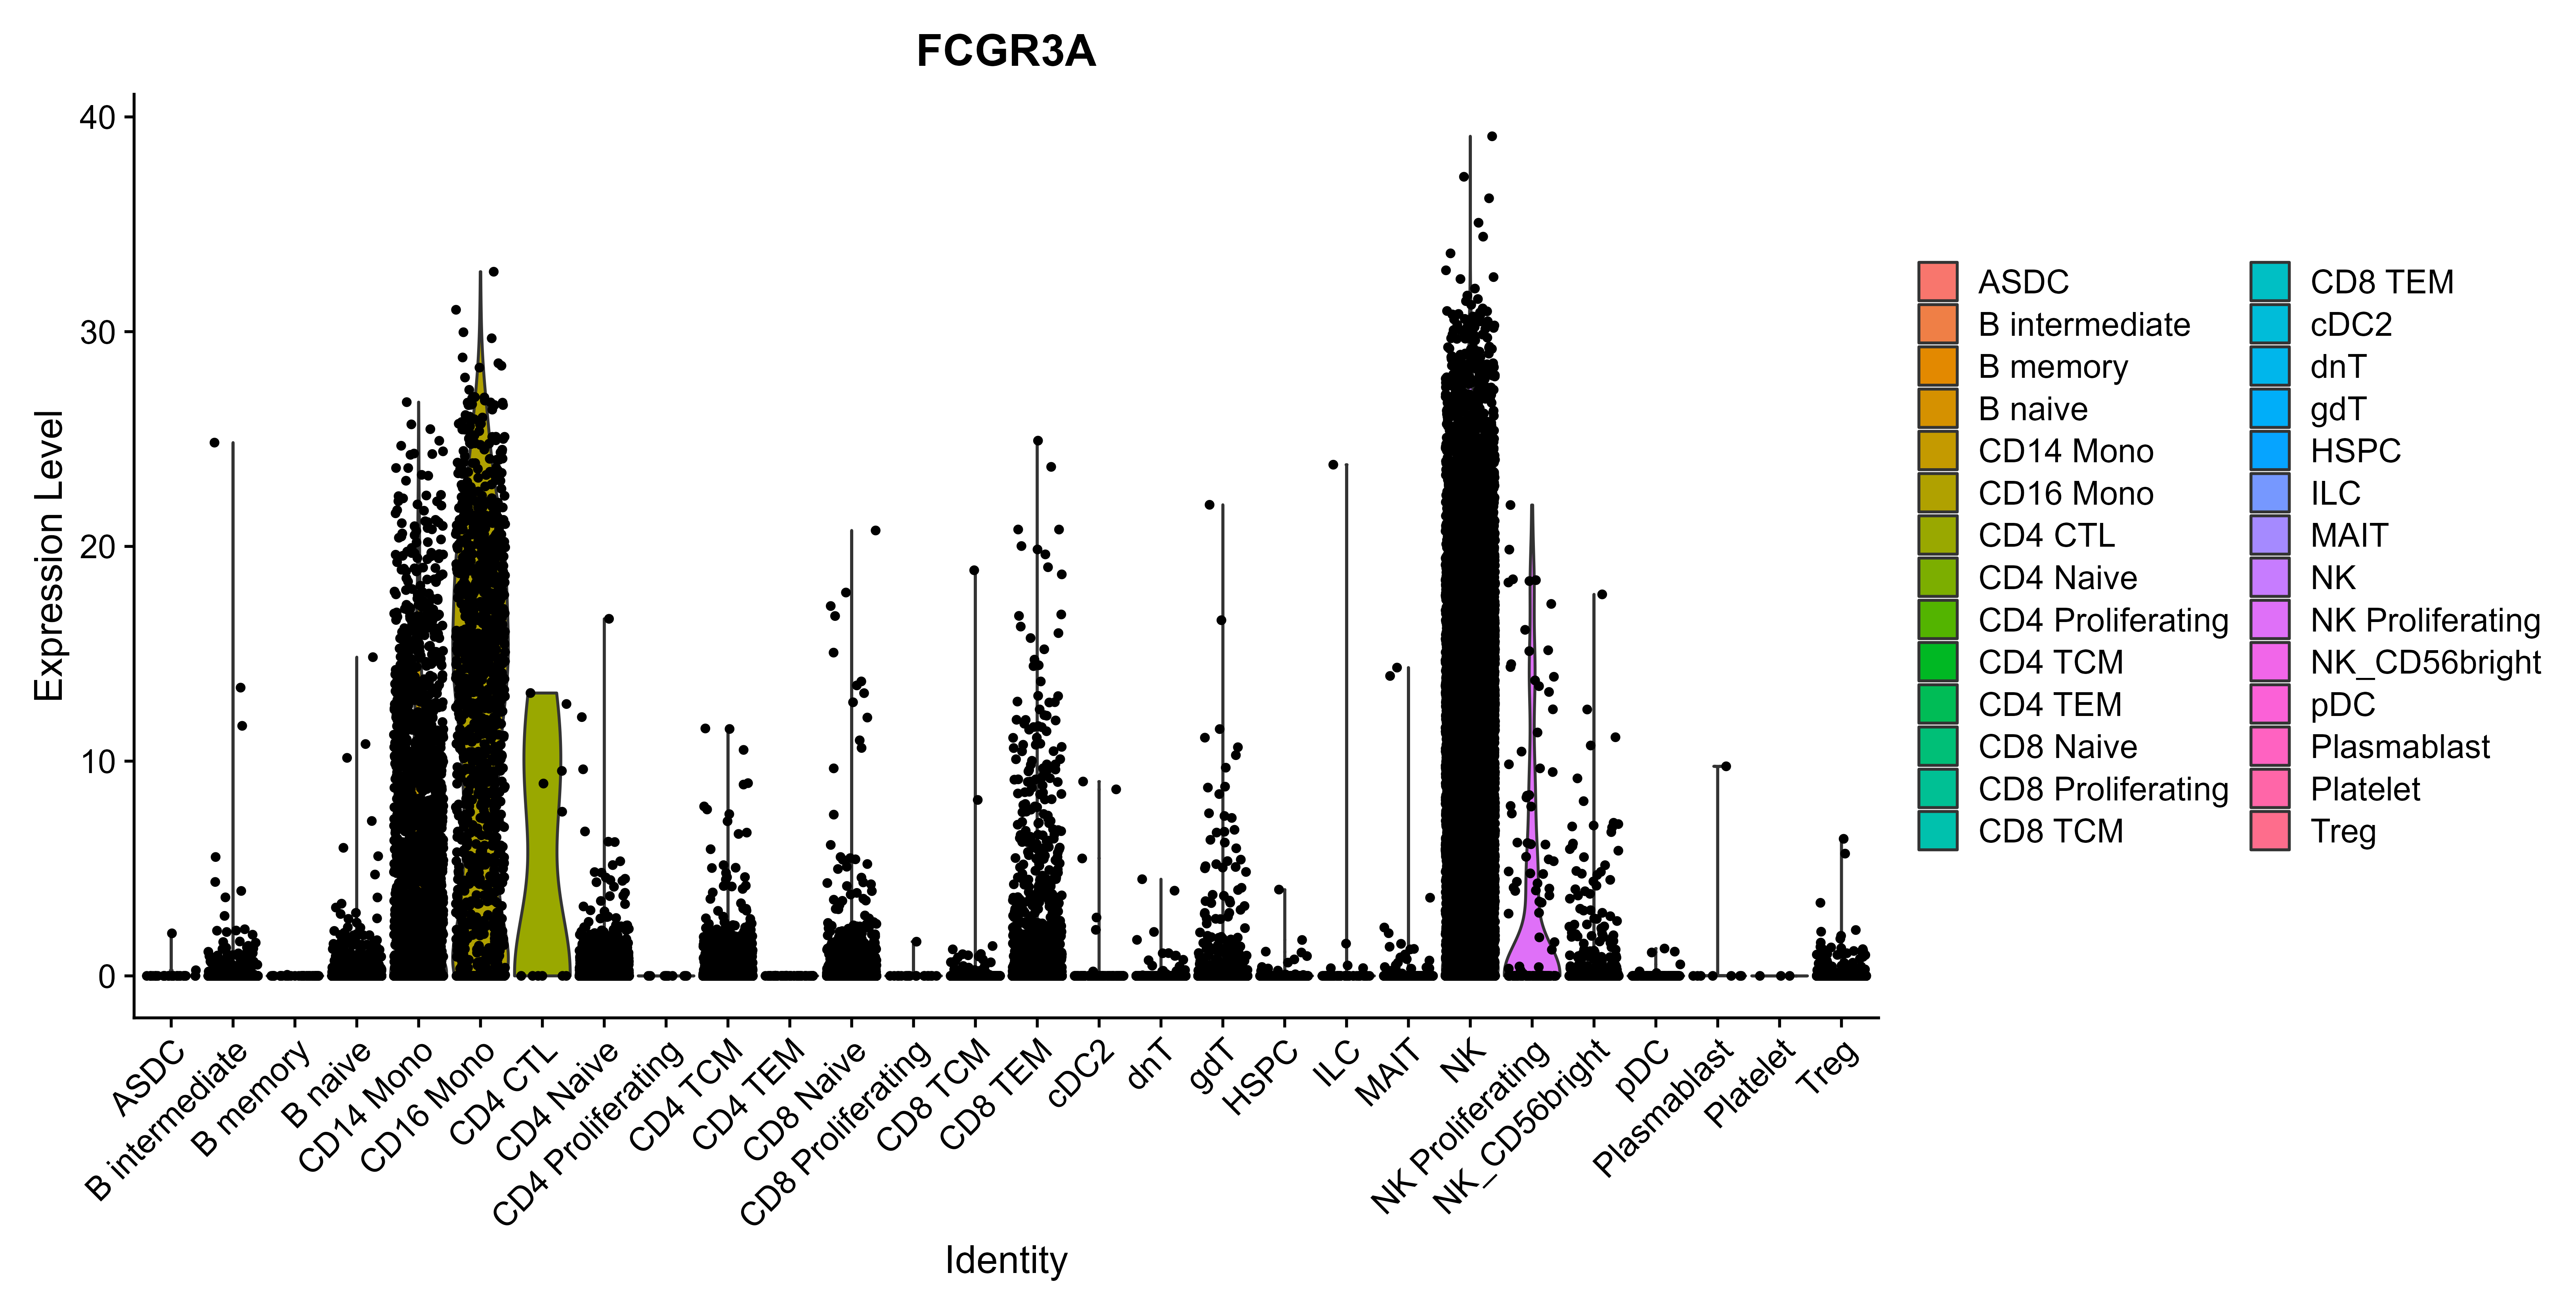 FCGR3A
Expression Level
40
30
20
10
0
ASDC
B intermediate
B memory
B naive
CD14 Mono
CD16 Mono
CD4 CTL
CD4 Naive
CD4 Proliferating
CD4 TCM
CD4 TEM
CD8 Naive
CD8 Proliferating
CD8 TCM
CD8 TEM
cDC2
dnT
gdT
HSPC
ILC
MAIT
NK
NK Proliferating
NK_CD56bright
pDC
Plasmablast
Platelet
Treg
Identity
ASDC
B intermediate
B memory
B naive
CD14 Mono
CD16 Mono
CD4 CTL
CD4 Naive
CD4 Proliferating
CD4 TCM
CD4 TEM
CD8 Naive
CD8 Proliferating
CD8 TCM
CD8 TEM
cDC2
dnT
gdT
HSPC
ILC
MAIT
NK
NK Proliferating
NK_CD56bright
pDC
Plasmablast
Platelet
Treg